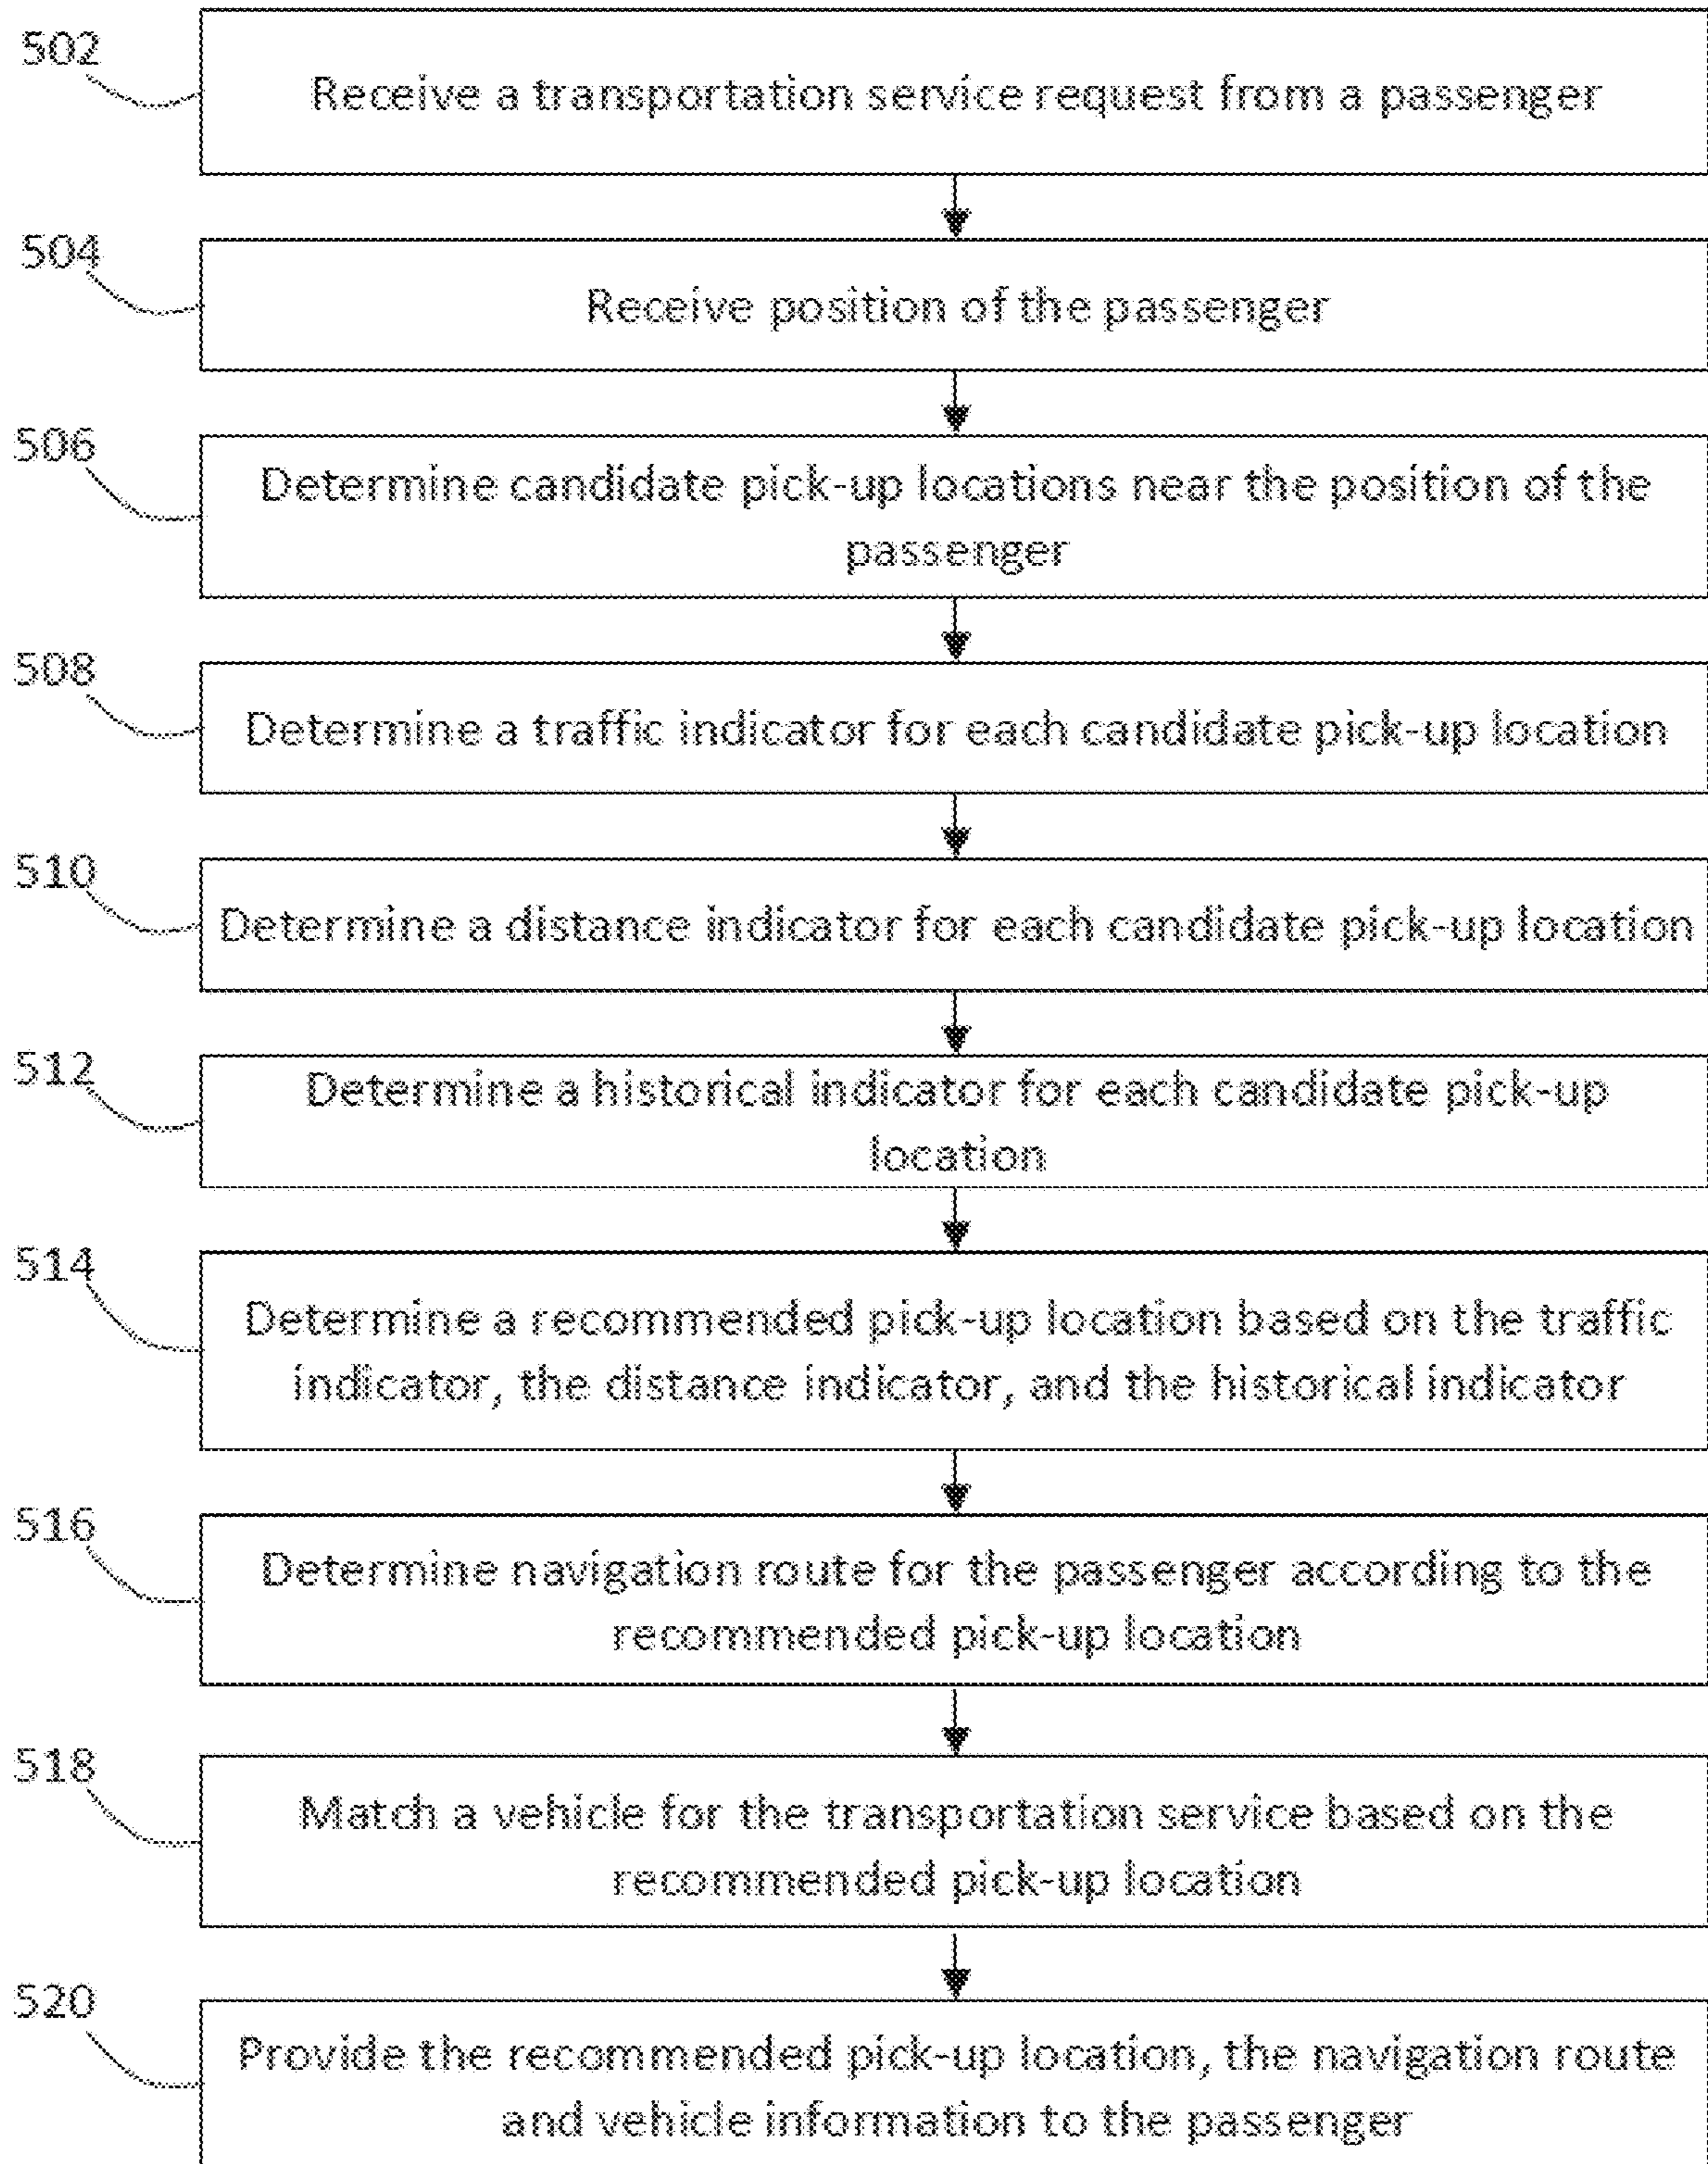 502
Receive a transportation service request from a passenger
504
Receive position of the passenger
506
Determine candidate pick-up locations near the position of the
passenger
508
Determine a traffic indicator for each candidate pick-up location
510
Determine a distance indicator for each candidate pick-up location
512
Determine a historical indicator for each candidate pick-up
location
514
Determine a recommended pick-up location based on the traffic
indicator, the distance indicator, and the historical indicator
516
Determine navigation route for the passenger according to the
recommended pick-up location
518
Match a vehicle for the transportation service based on the
recommended pick-up location
520
Provide the recommended pick-up location, the navigation route
and vehicle information to the passenger